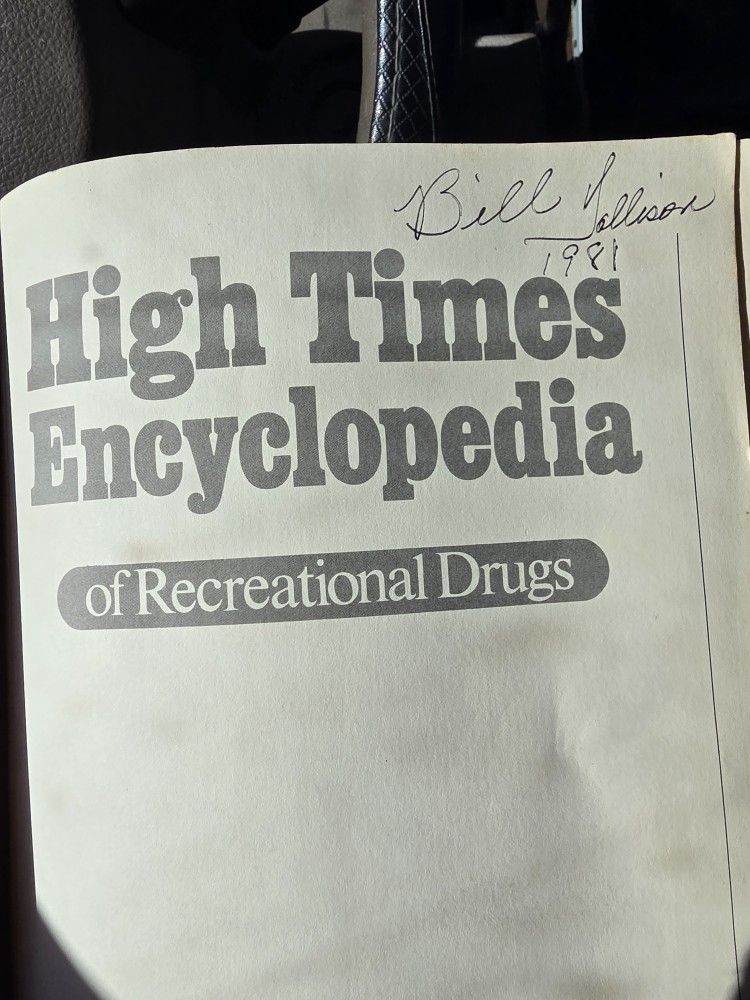 Bill Tollison
1981
High Times
Encyclopedia
of Recreational Drugs